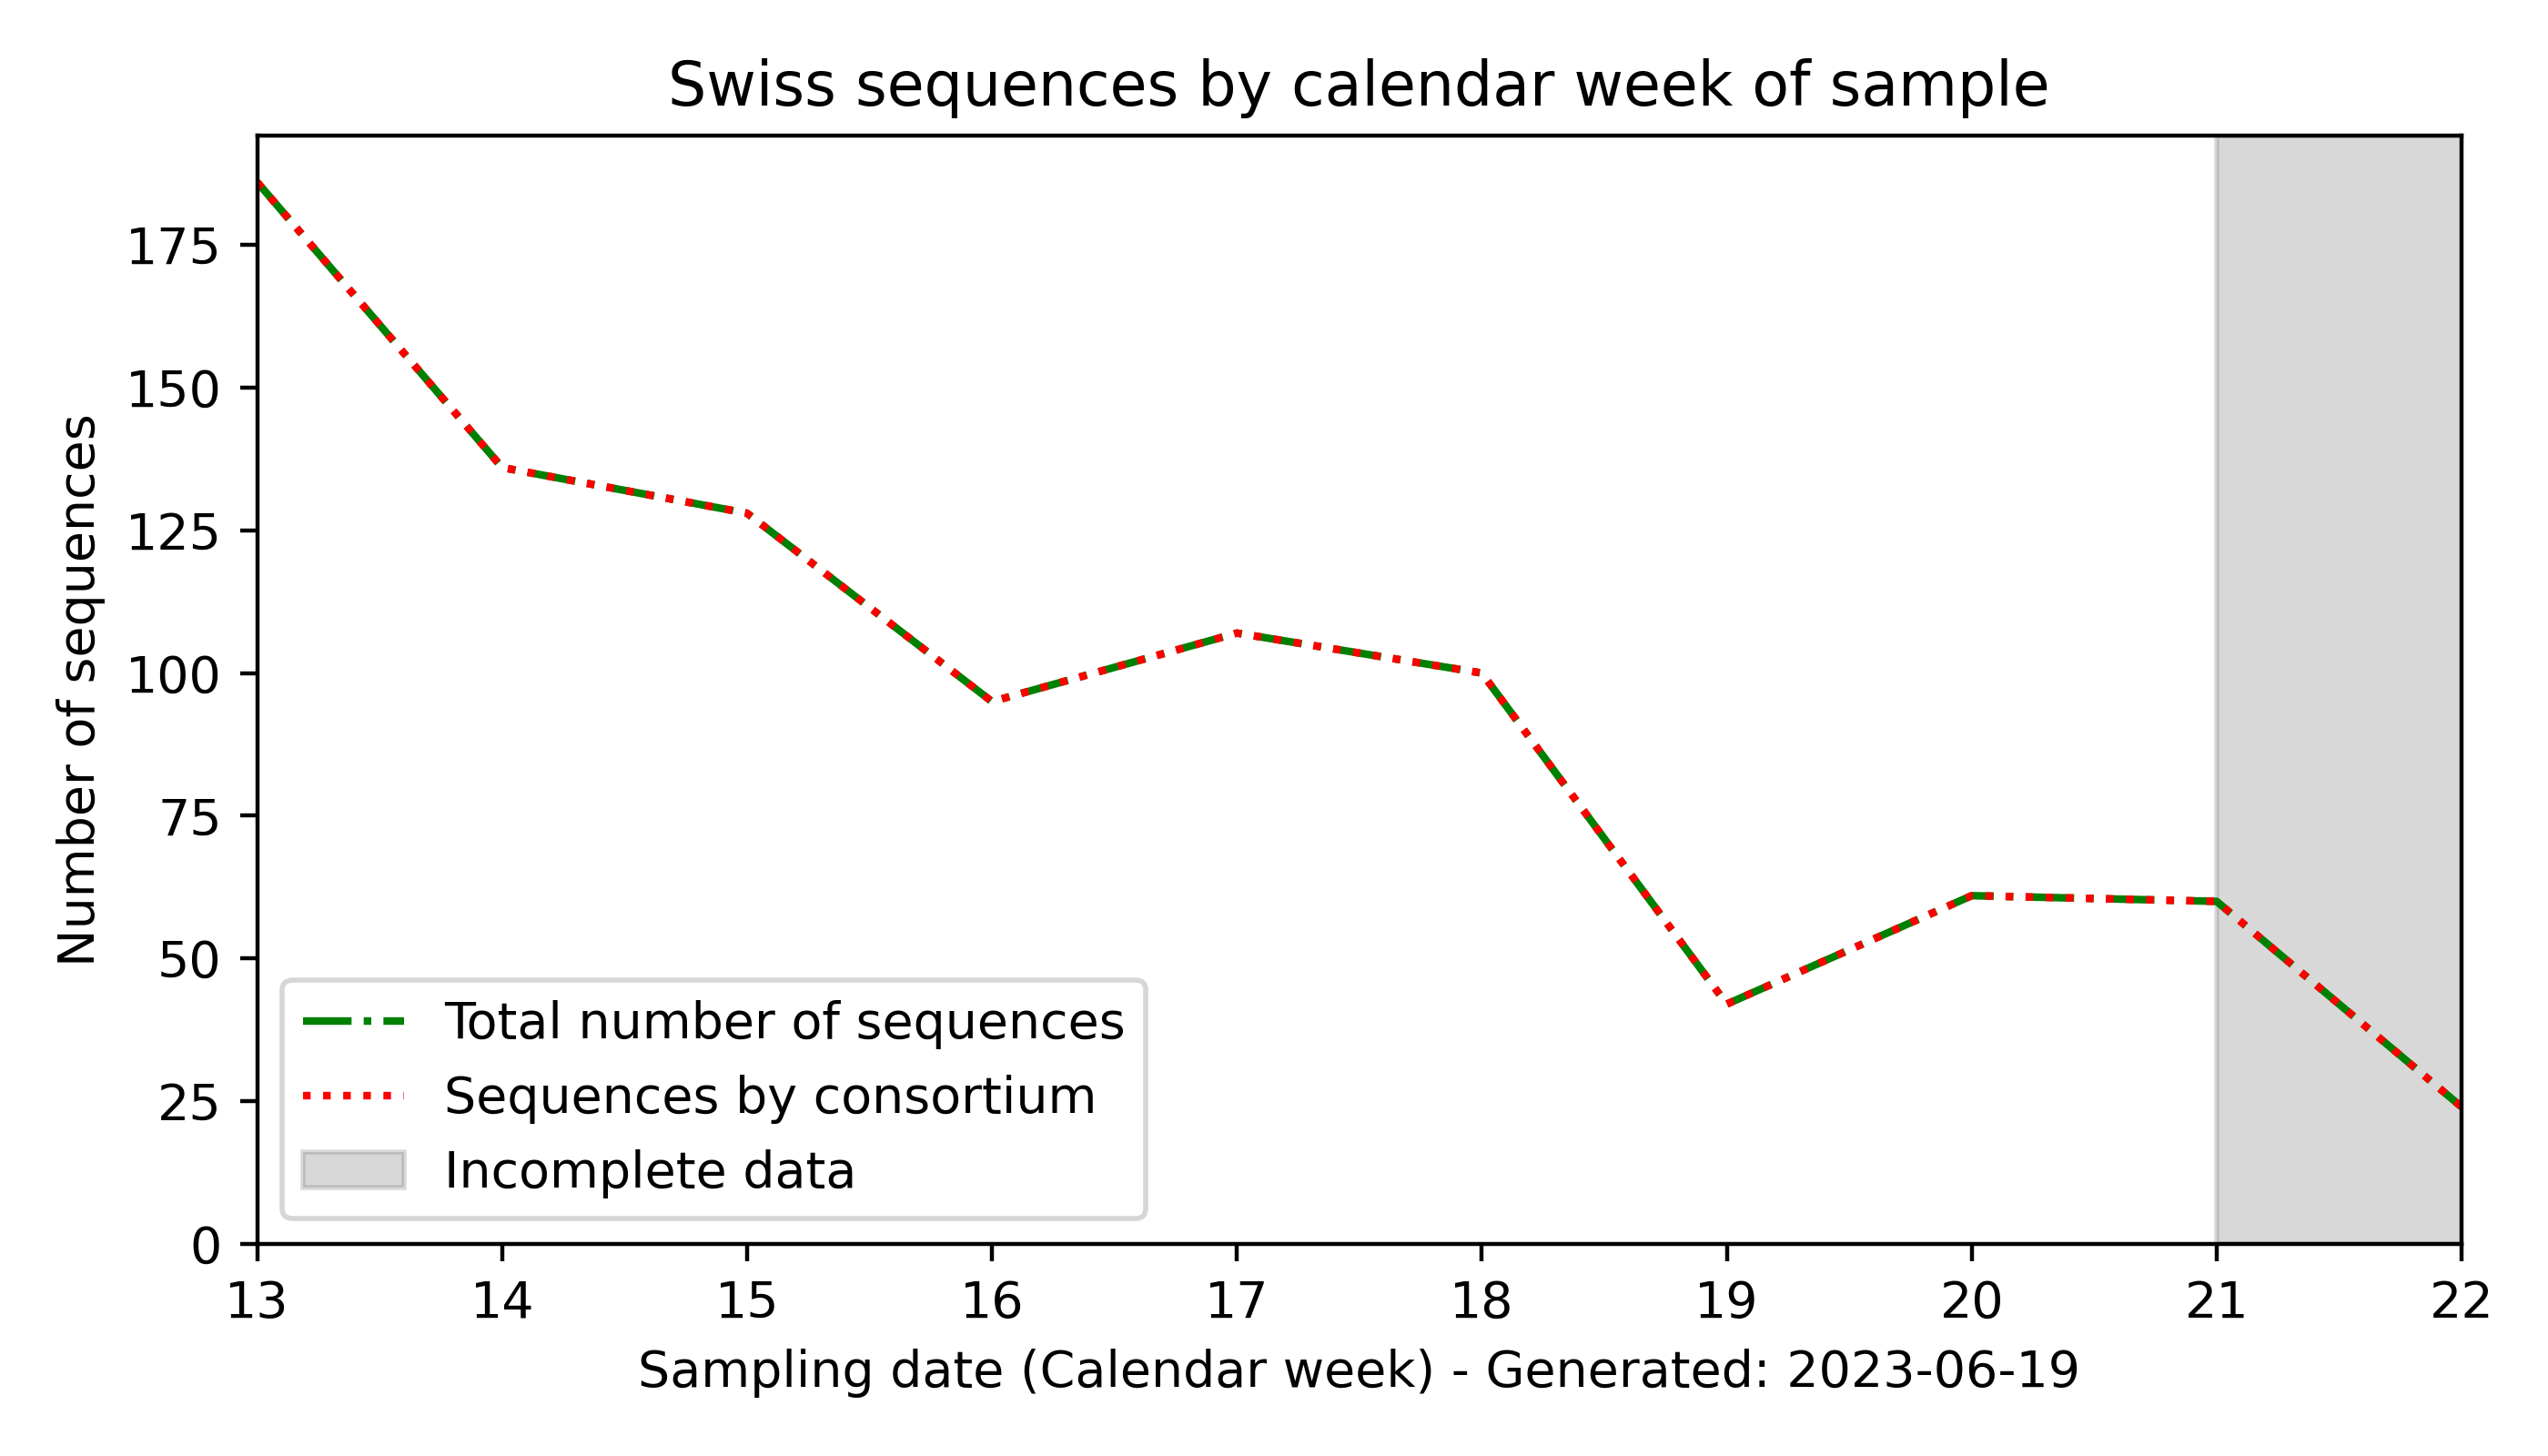 Swiss sequences by calendar week of sample
Number of sequences
175
150
125
100
75
50
25
0
Total number of sequences
Sequences by consortium
Incomplete data
13 14 15 16 17 18 19 20 21 22
Sampling date (Calendar week) - Generated: 2023-06-19